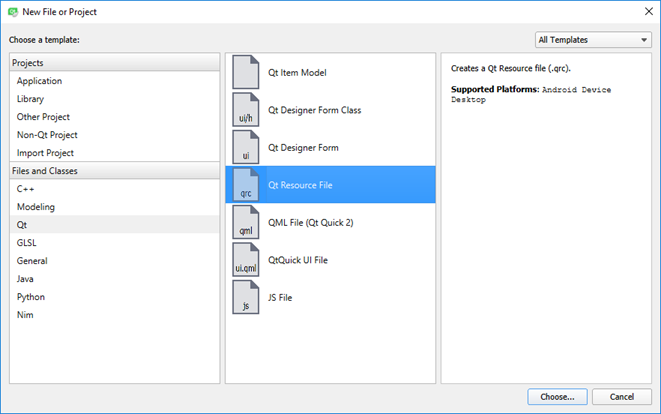 New File or Project
Choose a template:
All Templates
Projects
Application
Library
Other Project
Non-Qt Project
Import Project
Files and Classes
C++
Modeling
Qt
GLSL
General
Java
Python
Nim
Qt Item Model
ui/h
Qt Designer Form Class
ui
Qt Designer Form
qrc
Qt Resource File
qml
QML File (Qt Quick 2)
ui.qml
QtQuick UI File
js
JS File
Creates a Qt Resource file (.qrc).
Supported Platforms: Android Device
Desktop
Choose...
Cancel